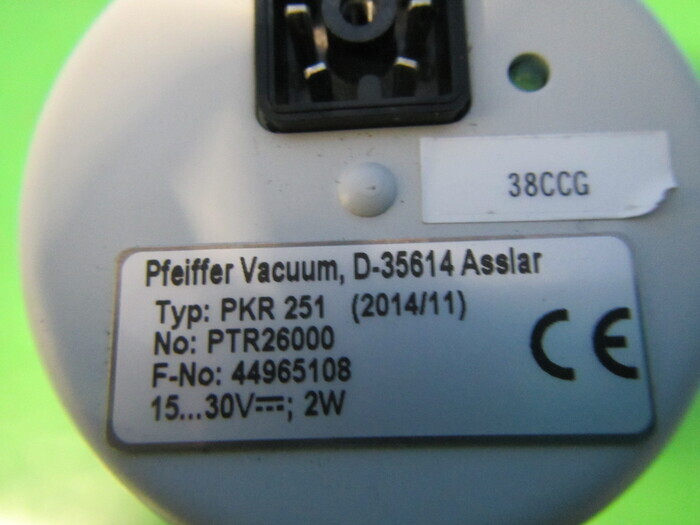 38CCG
Pfeiffer Vacuum, D-35614 Asslar
Typ: PKR 251 (2014/11)
No: PTR26000
F-No: 44965108
15...30V⎓; 2W
CE